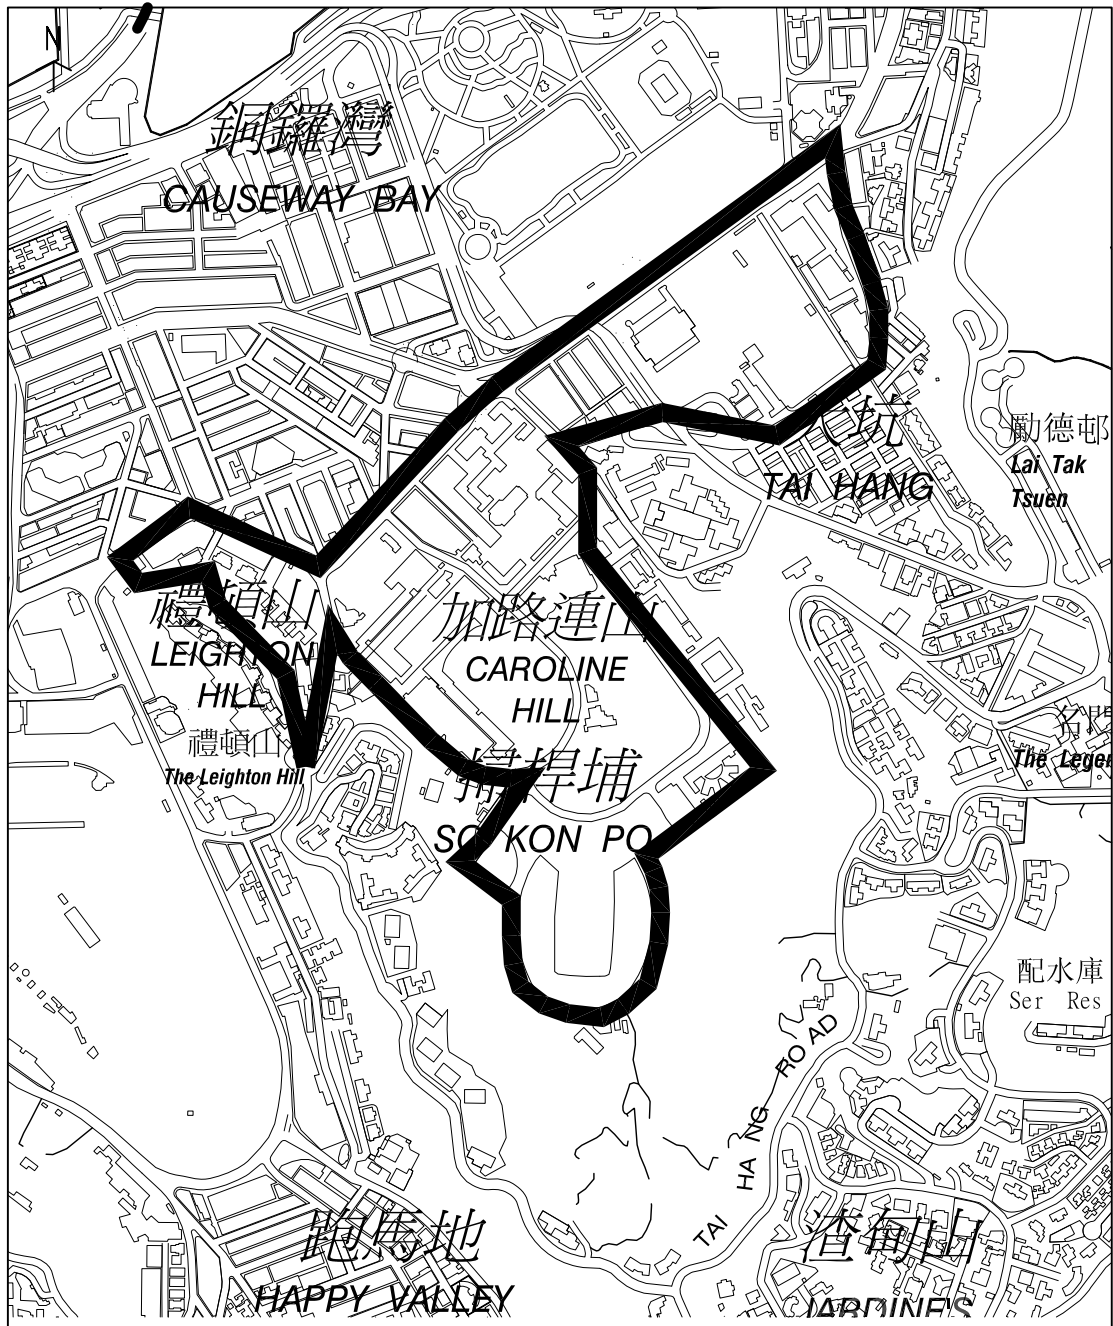 N
銅鑼灣
CAUSEWAY BAY
大坑
TAI HANG
勵德邨
Lai Tak
Tsuen
禮頓山
LEIGHTON
HILL
禮頓山
The Leighton Hill
加路連山
CAROLINE
HILL
掃桿埔
SO KON PO
名門
The Legen
配水庫
Ser Res
TAI HANG ROAD
跑馬地
HAPPY VALLEY
渣甸山
JARDINE'S